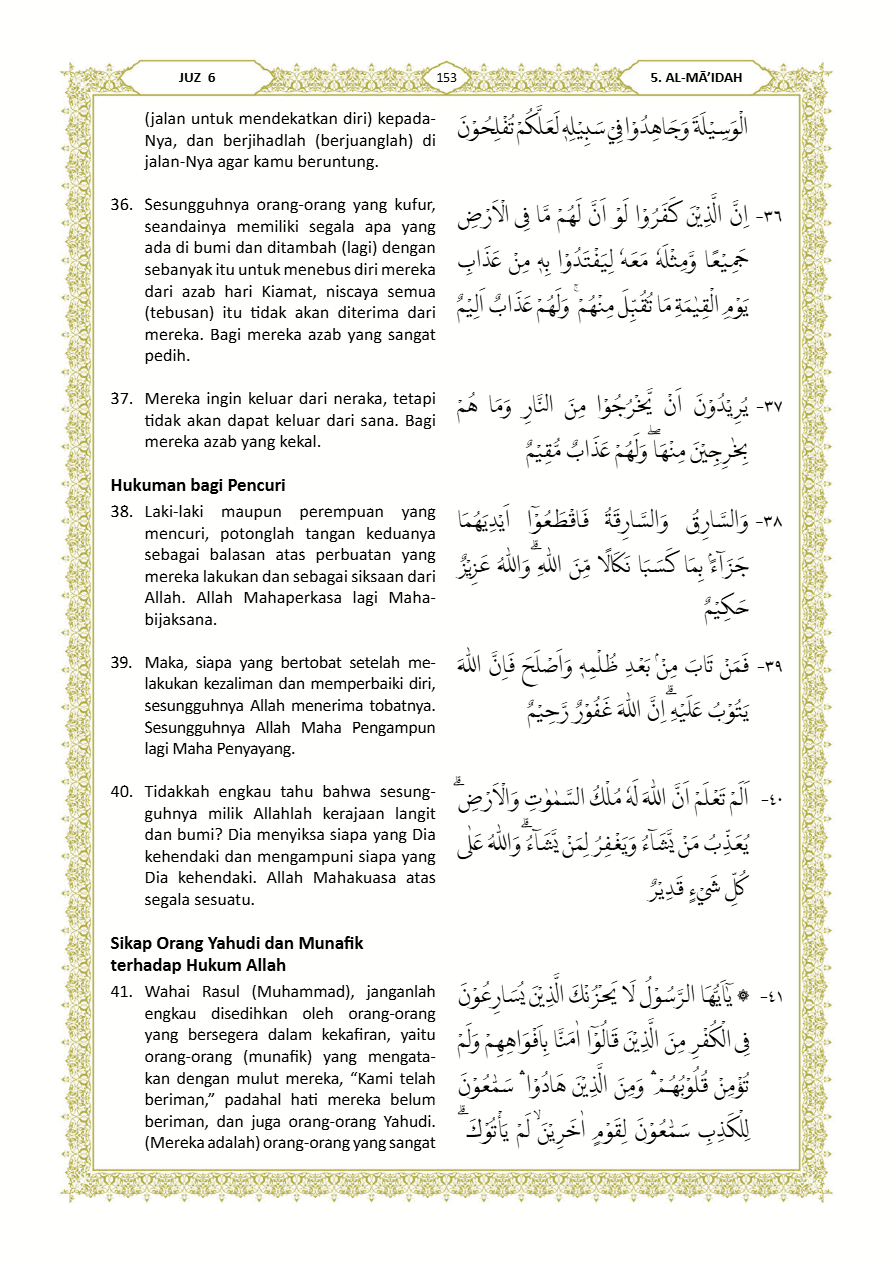 JUZ 6
153
5. AL-MĀ’IDAH
(jalan untuk mendekatkan diri) kepada-
Nya, dan berjihadlah (berjuanglah) di
jalan-Nya agar kamu beruntung.
الْوَسِيْلَةَ وَجَاهِدُوْا فِيْ سَبِيْلِهٖ لَعَلَّكُمْ تُفْلِحُوْنَ
36. Sesungguhnya orang-orang yang kufur,
seandainya memiliki segala apa yang
ada di bumi dan ditambah (lagi) dengan
sebanyak itu untuk menebus diri mereka
dari azab hari Kiamat, niscaya semua
(tebusan) itu tidak akan diterima dari
mereka. Bagi mereka azab yang sangat
pedih.
٣٦- اِنَّ الَّذِيْنَ كَفَرُوْا لَوْ اَنَّ لَهُمْ مَّا فِى الْاَرْضِ
جَمِيْعًا وَّمِثْلَهٗ مَعَهٗ لِيَفْتَدُوْا بِهٖ مِنْ عَذَابِ
يَوْمِ الْقِيٰمَةِ مَا تُقُبِّلَ مِنْهُمْۚ وَلَهُمْ عَذَابٌ اَلِيْمٌ
37. Mereka ingin keluar dari neraka, tetapi
tidak akan dapat keluar dari sana. Bagi
mereka azab yang kekal.
٣٧- يُرِيْدُوْنَ اَنْ يَّخْرُجُوْا مِنَ النَّارِ وَمَا هُمْ
بِخٰرِجِيْنَ مِنْهَاۖ وَلَهُمْ عَذَابٌ مُّقِيْمٌ
Hukuman bagi Pencuri
38. Laki-laki maupun perempuan yang
mencuri, potonglah tangan keduanya
sebagai balasan atas perbuatan yang
mereka lakukan dan sebagai siksaan dari
Allah. Allah Mahaperkasa lagi Maha-
bijaksana.
٣٨- وَالسَّارِقُ وَالسَّارِقَةُ فَاقْطَعُوْٓا اَيْدِيَهُمَا
جَزَاۤءًۢ بِمَا كَسَبَا نَكَالًا مِّنَ اللّٰهِۗ وَاللّٰهُ عَزِيْزٌ
حَكِيْمٌ
39. Maka, siapa yang bertobat setelah me-
lakukan kezaliman dan memperbaiki diri,
sesungguhnya Allah menerima tobatnya.
Sesungguhnya Allah Maha Pengampun
lagi Maha Penyayang.
٣٩- فَمَنْ تَابَ مِنْۢ بَعْدِ ظُلْمِهٖ وَاَصْلَحَ فَاِنَّ اللّٰهَ
يَتُوْبُ عَلَيْهِۗ اِنَّ اللّٰهَ غَفُوْرٌ رَّحِيْمٌ
40. Tidakkah engkau tahu bahwa sesung-
guhnya milik Allahlah kerajaan langit
dan bumi? Dia menyiksa siapa yang Dia
kehendaki dan mengampuni siapa yang
Dia kehendaki. Allah Mahakuasa atas
segala sesuatu.
٤٠- اَلَمْ تَعْلَمْ اَنَّ اللّٰهَ لَهٗ مُلْكُ السَّمٰوٰتِ وَالْاَرْضِۗ
يُعَذِّبُ مَنْ يَّشَاۤءُ وَيَغْفِرُ لِمَنْ يَّشَاۤءُۗ وَاللّٰهُ عَلٰى
كُلِّ شَيْءٍ قَدِيْرٌ
Sikap Orang Yahudi dan Munafik
terhadap Hukum Allah
41. Wahai Rasul (Muhammad), janganlah
engkau disedihkan oleh orang-orang
yang bersegera dalam kekafiran, yaitu
orang-orang (munafik) yang mengata-
kan dengan mulut mereka, “Kami telah
beriman,” padahal hati mereka belum
beriman, dan juga orang-orang Yahudi.
(Mereka adalah) orang-orang yang sangat
٤١- ۞ يٰٓاَيُّهَا الرَّسُوْلُ لَا يَحْزُنْكَ الَّذِيْنَ يُسَارِعُوْنَ
فِى الْكُفْرِ مِنَ الَّذِيْنَ قَالُوْٓا اٰمَنَّا بِاَفْوَاهِهِمْ وَلَمْ
تُؤْمِنْ قُلُوْبُهُمْ ۛ وَمِنَ الَّذِيْنَ هَادُوْا ۛ سَمّٰعُوْنَ
لِلْكَذِبِ سَمّٰعُوْنَ لِقَوْمٍ اٰخَرِيْنَۙ لَمْ يَأْتُوْكَۗ